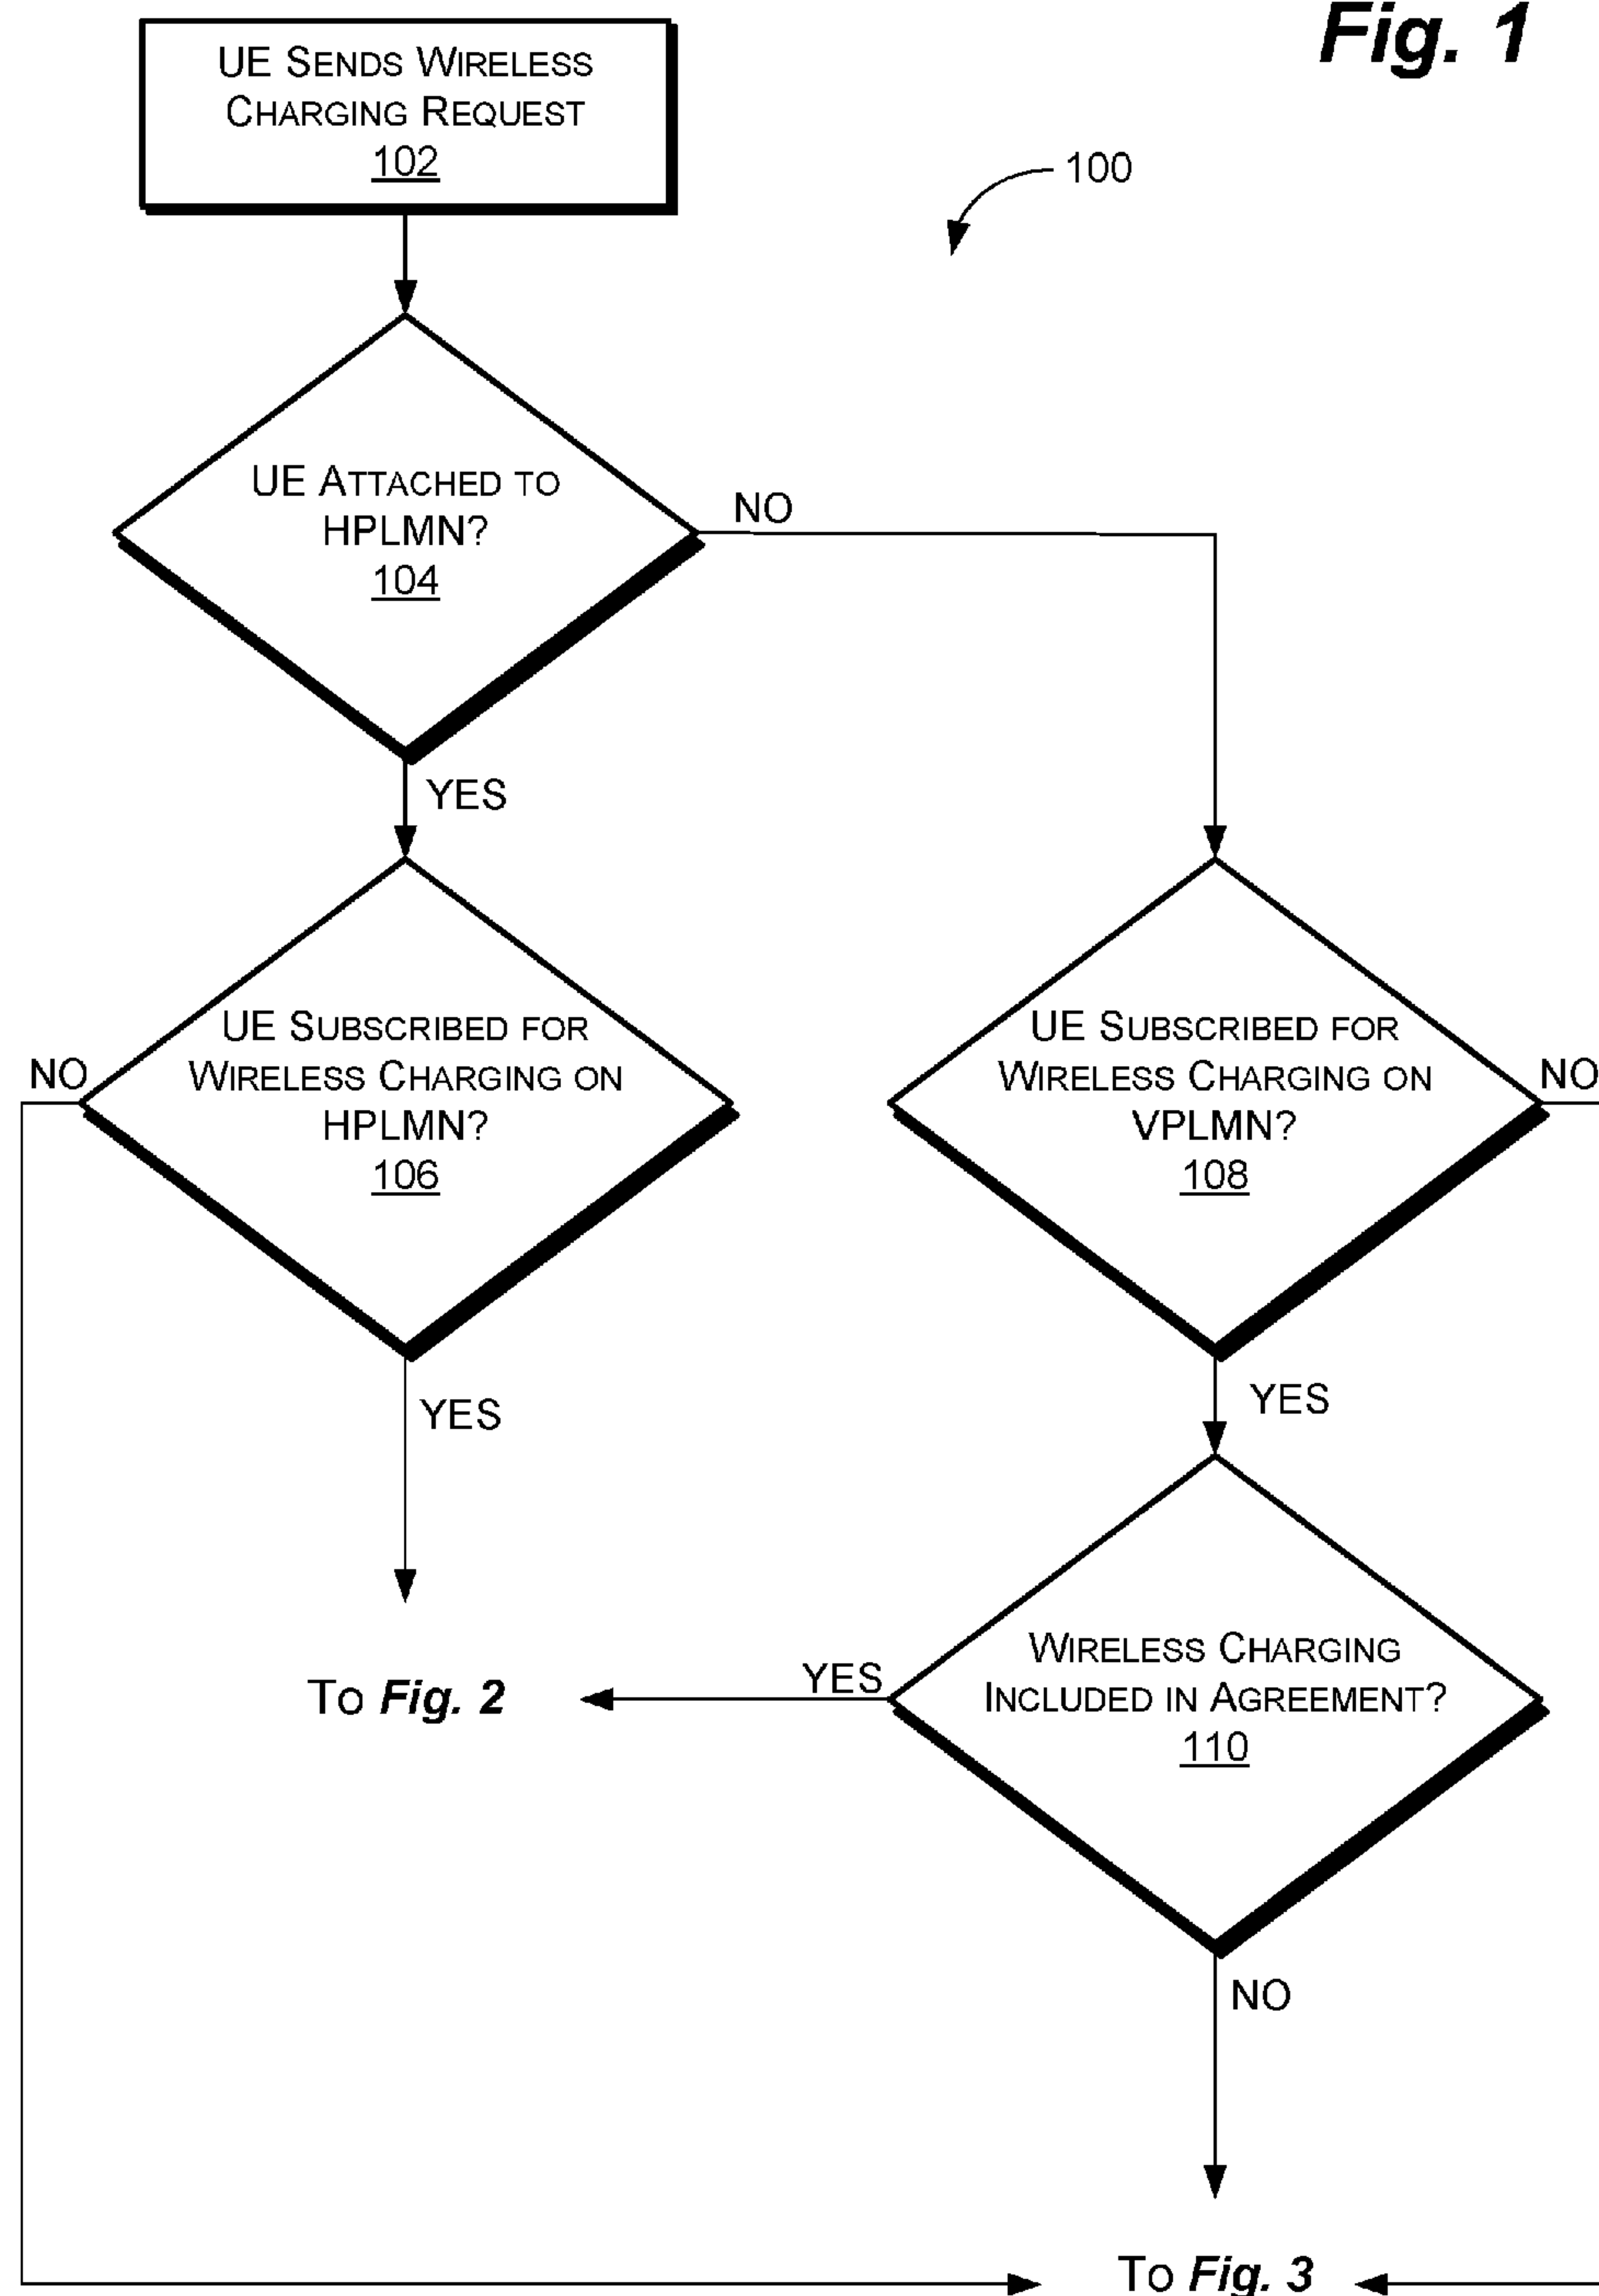 Fig. 1
UE SENDS WIRELESS
CHARGING REQUEST
102
100
UE ATTACHED TO
HPLMN?
104
NO
YES
UE SUBSCRIBED FOR
WIRELESS CHARGING ON
HPLMN?
106
NO
YES
UE SUBSCRIBED FOR
WIRELESS CHARGING ON
VPLMN?
108
NO
YES
WIRELESS CHARGING
INCLUDED IN AGREEMENT?
110
YES
NO
To Fig. 2
To Fig. 3